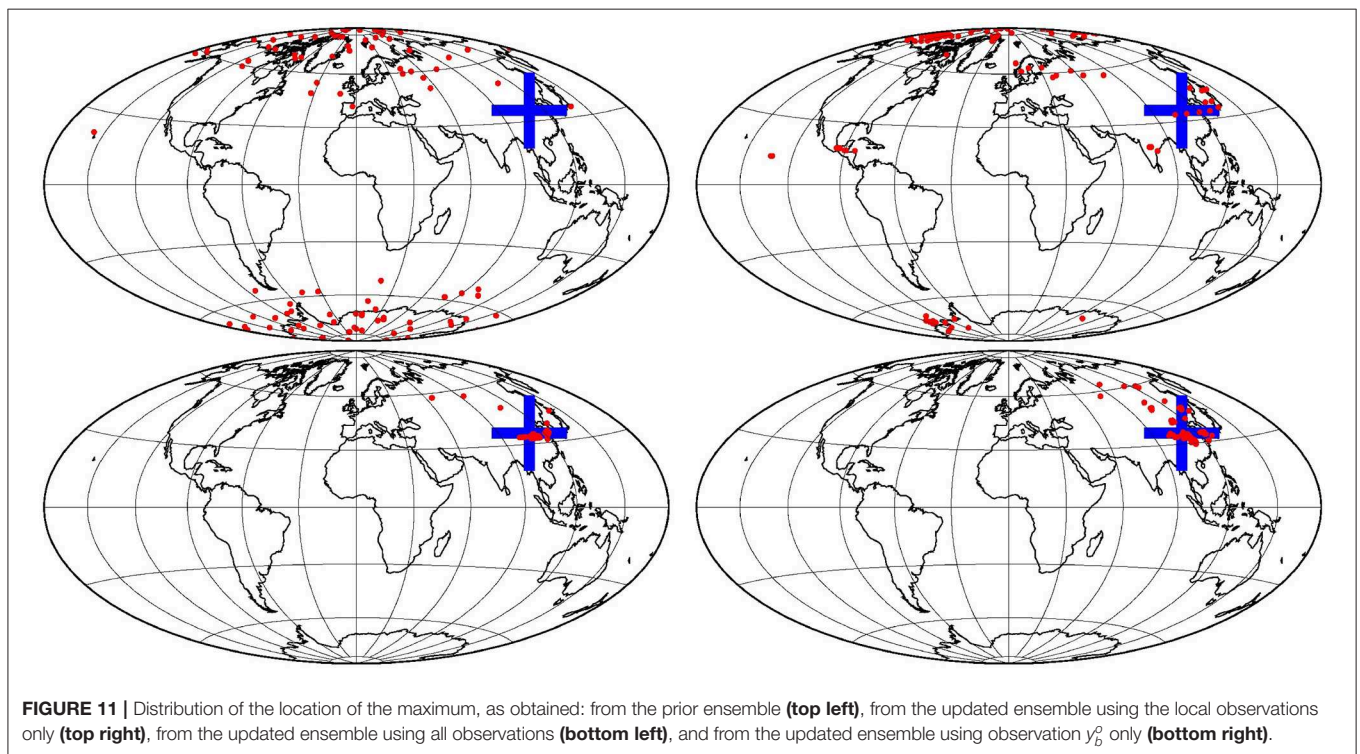 FIGURE 11 | Distribution of the location of the maximum, as obtained: from the prior ensemble (top left), from the updated ensemble using the local observations
only (top right), from the updated ensemble using all observations (bottom left), and from the updated ensemble using observation y_b^o only (bottom right).